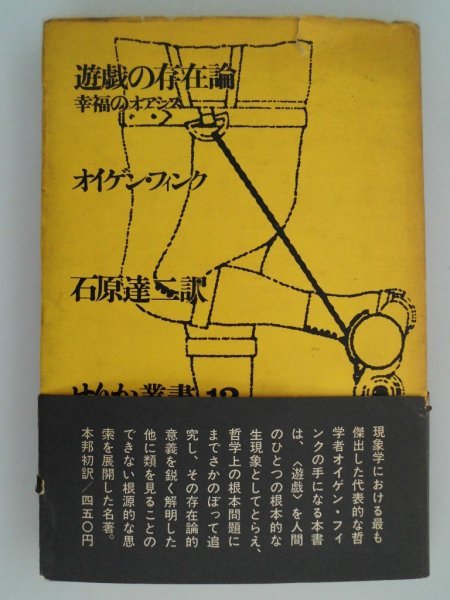 遊戯の存在論
幸福のオアシス
オイゲン・フィンク
石原達二訳
せりか叢書 12
現象学における最も
傑出した代表的な哲
学者オイゲン・フィ
ンクの手になる本書
は、〈遊戯〉を人間
のひとつの根本的な
生現象としてとらえ、
哲学上の根本問題に
までさかのぼって追
究し、その存在論的
意義を鋭く解明した
他に類を見ることの
できない根源的な思
索を展開した名著。
本邦初訳/四五〇円